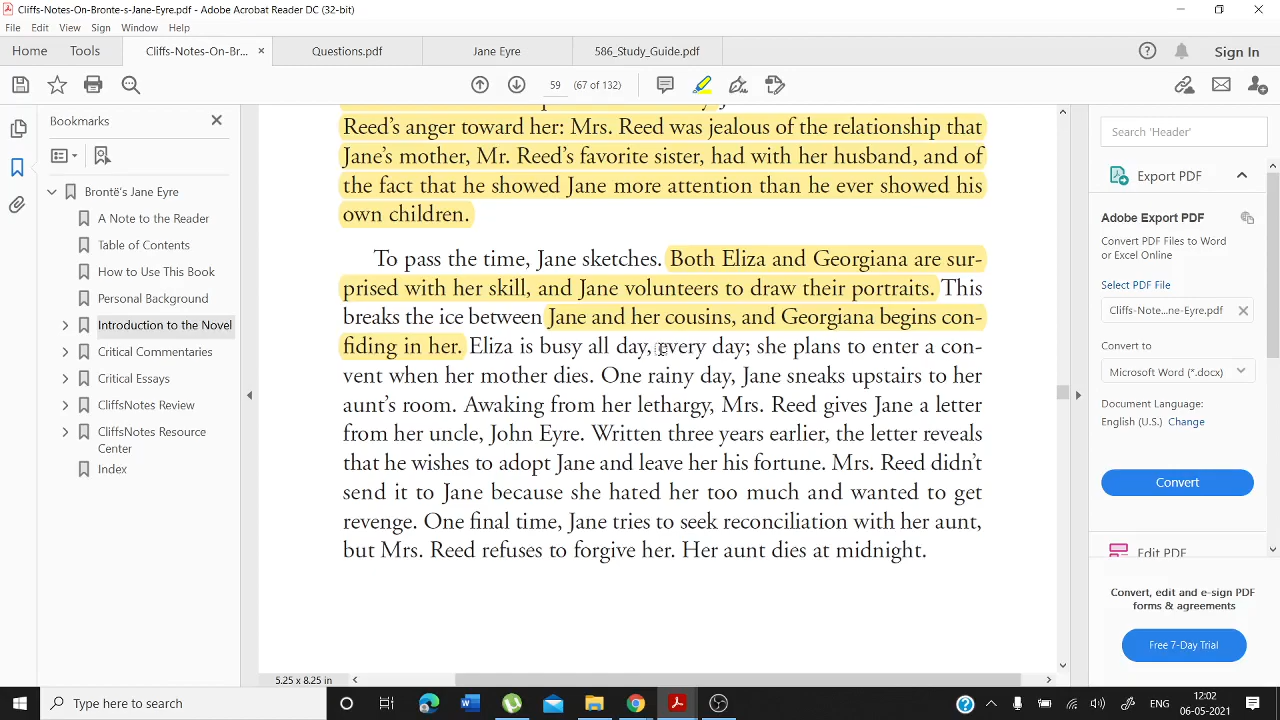 Cliffs-Notes-On-Bronte-s-Jane-Eyre.pdf - Adobe Acrobat Reader DC (32-bit)
File Edit View Sign Window Help
Home Tools Cliffs-Notes-On-Br... × Questions.pdf Jane Eyre 586_Study_Guide.pdf Sign In
59 (67 of 132)
Bookmarks
Brontë's Jane Eyre
A Note to the Reader
Table of Contents
How to Use This Book
Personal Background
Introduction to the Novel
Critical Commentaries
Critical Essays
CliffsNotes Review
CliffsNotes Resource
Center
Index
Reed's anger toward her: Mrs. Reed was jealous of the relationship that
Jane's mother, Mr. Reed's favorite sister, had with her husband, and of
the fact that he showed Jane more attention than he ever showed his
own children.
To pass the time, Jane sketches. Both Eliza and Georgiana are sur-
prised with her skill, and Jane volunteers to draw their portraits. This
breaks the ice between Jane and her cousins, and Georgiana begins con-
fiding in her. Eliza is busy all day, every day; she plans to enter a con-
vent when her mother dies. One rainy day, Jane sneaks upstairs to her
aunt's room. Awaking from her lethargy, Mrs. Reed gives Jane a letter
from her uncle, John Eyre. Written three years earlier, the letter reveals
that he wishes to adopt Jane and leave her his fortune. Mrs. Reed didn't
send it to Jane because she hated her too much and wanted to get
revenge. One final time, Jane tries to seek reconciliation with her aunt,
but Mrs. Reed refuses to forgive her. Her aunt dies at midnight.
5.25 x 8.25 in
Search 'Header'
Export PDF
Adobe Export PDF
Convert PDF Files to Word
or Excel Online
Select PDF File
Cliffs-Note...ne-Eyre.pdf
Convert to
Microsoft Word (*.docx)
Document Language:
English (U.S.) Change
Convert
Edit PDF
Convert, edit and e-sign PDF
forms & agreements
Free 7-Day Trial
Type here to search
ENG
12:02
06-05-2021